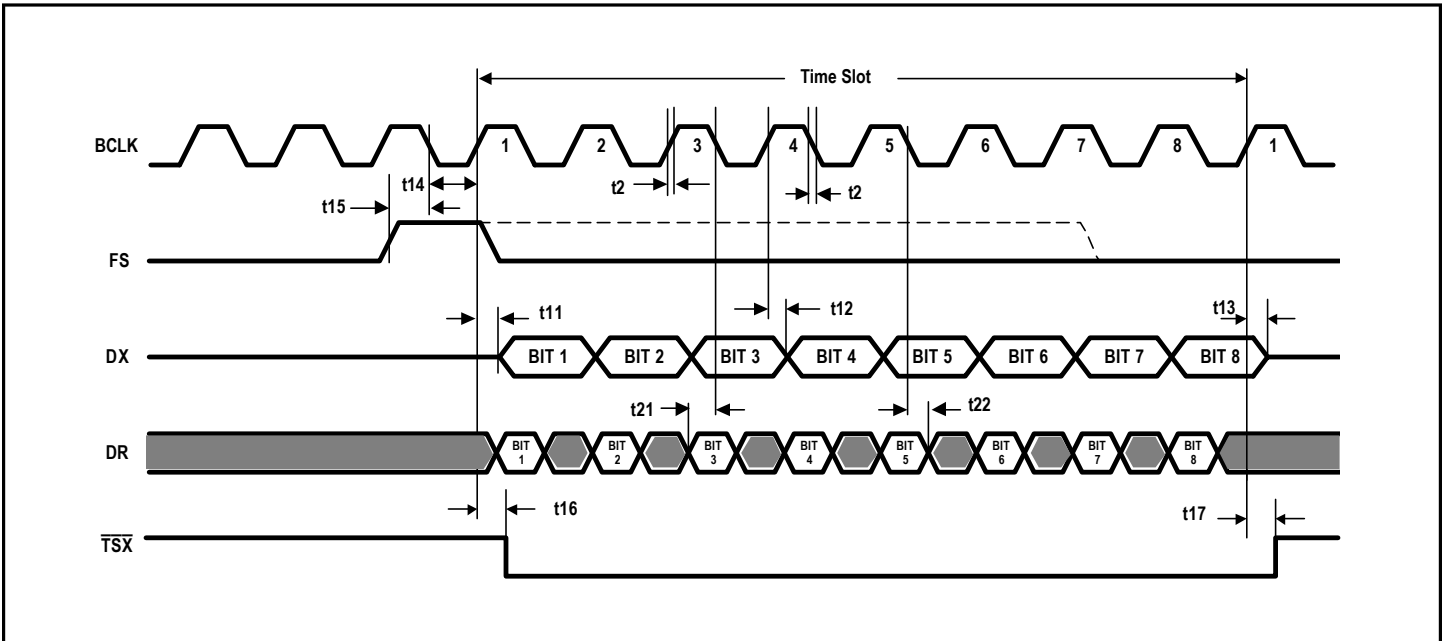 Time Slot
BCLK
1 2 3 4 5 6 7 8 1
t14
t2
t2
t15
FS
t11
t12
t13
DX
BIT 1 BIT 2 BIT 3 BIT 4 BIT 5 BIT 6 BIT 7 BIT 8
t21
t22
DR
BIT 1 BIT 2 BIT 3 BIT 4 BIT 5 BIT 6 BIT 7 BIT 8
t16
t17
TSX